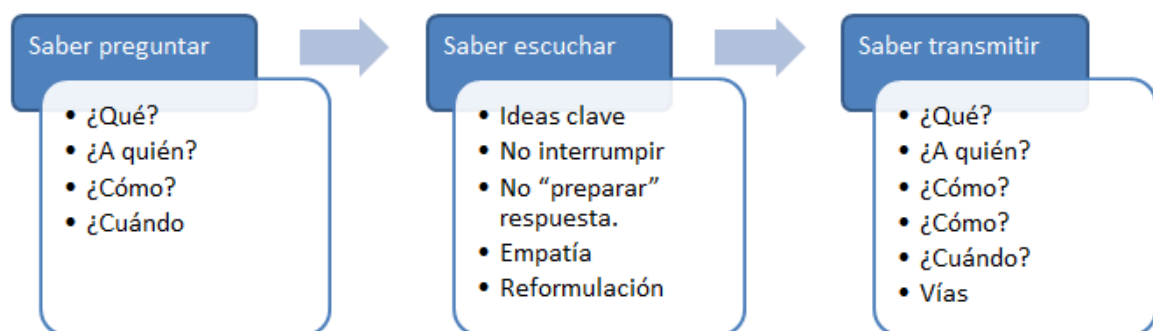 Saber preguntar
• ¿Qué?
• ¿A quién?
• ¿Cómo?
• ¿Cuándo
Saber escuchar
• Ideas clave
• No interrumpir
• No “preparar”
respuesta.
• Empatía
• Reformulación
Saber transmitir
• ¿Qué?
• ¿A quién?
• ¿Cómo?
• ¿Cómo?
• ¿Cuándo?
• Vías